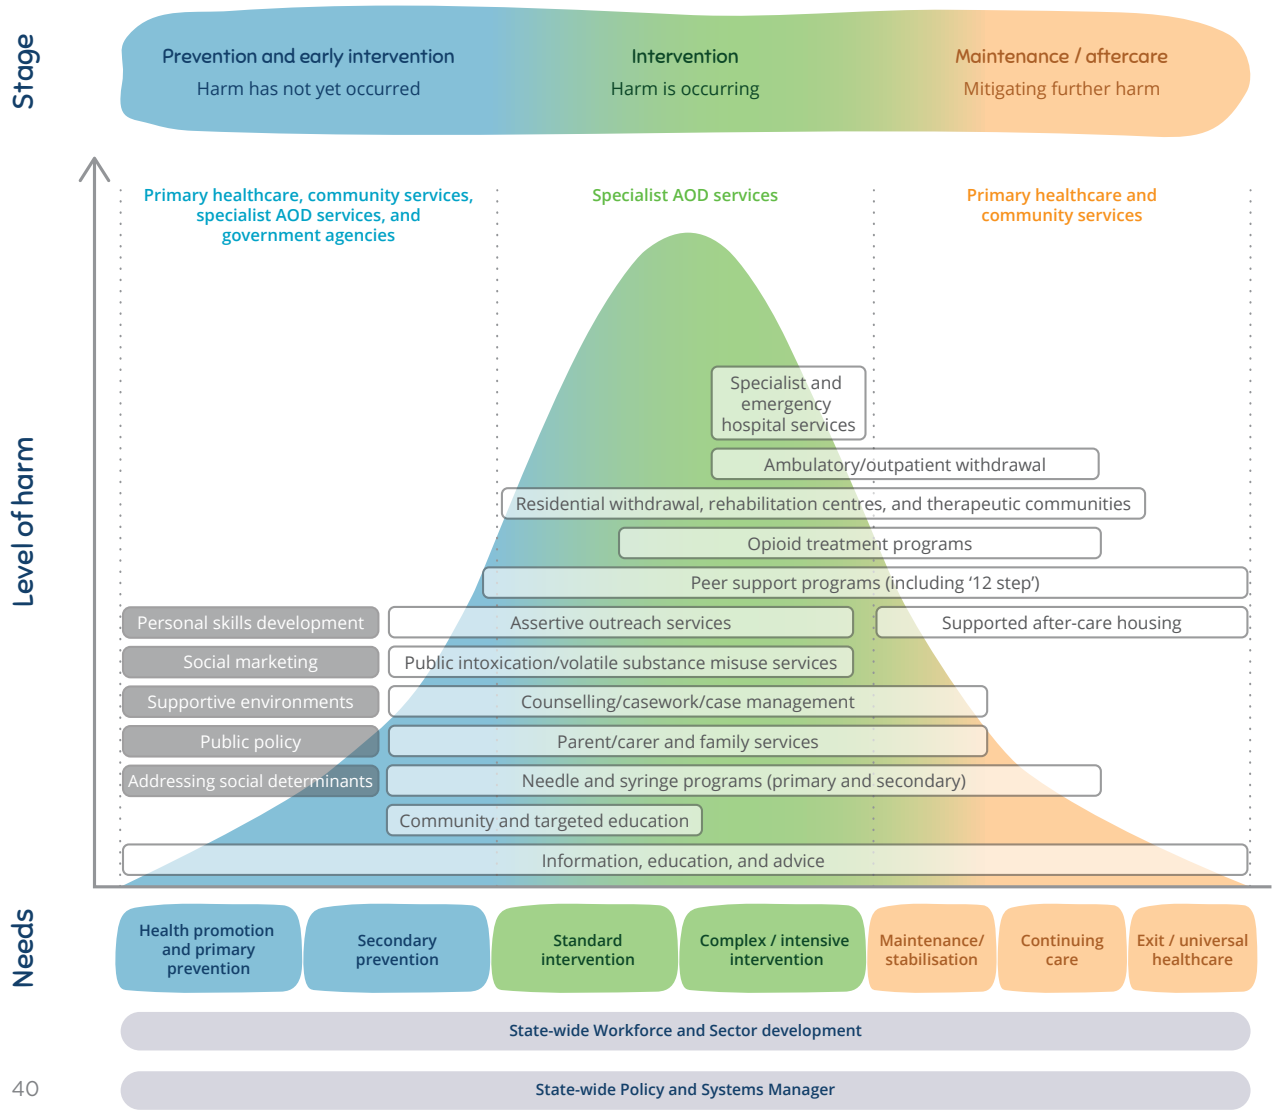 Stage
Prevention and early intervention
Harm has not yet occurred
Intervention
Harm is occurring
Maintenance / aftercare
Mitigating further harm
Level of harm
Primary healthcare, community services,
specialist AOD services, and
government agencies
Specialist AOD services
Primary healthcare and
community services
Specialist and
emergency
hospital services
Ambulatory/outpatient withdrawal
Residential withdrawal, rehabilitation centres, and therapeutic communities
Opioid treatment programs
Peer support programs (including ‘12 step’)
Personal skills development
Assertive outreach services
Supported after-care housing
Social marketing
Public intoxication/volatile substance misuse services
Supportive environments
Counselling/casework/case management
Public policy
Parent/carer and family services
Addressing social determinants
Needle and syringe programs (primary and secondary)
Community and targeted education
Information, education, and advice
Needs
Health promotion
and primary
prevention
Secondary
prevention
Standard
intervention
Complex / intensive
intervention
Maintenance/
stabilisation
Continuing
care
Exit / universal
healthcare
State-wide Workforce and Sector development
State-wide Policy and Systems Manager
40